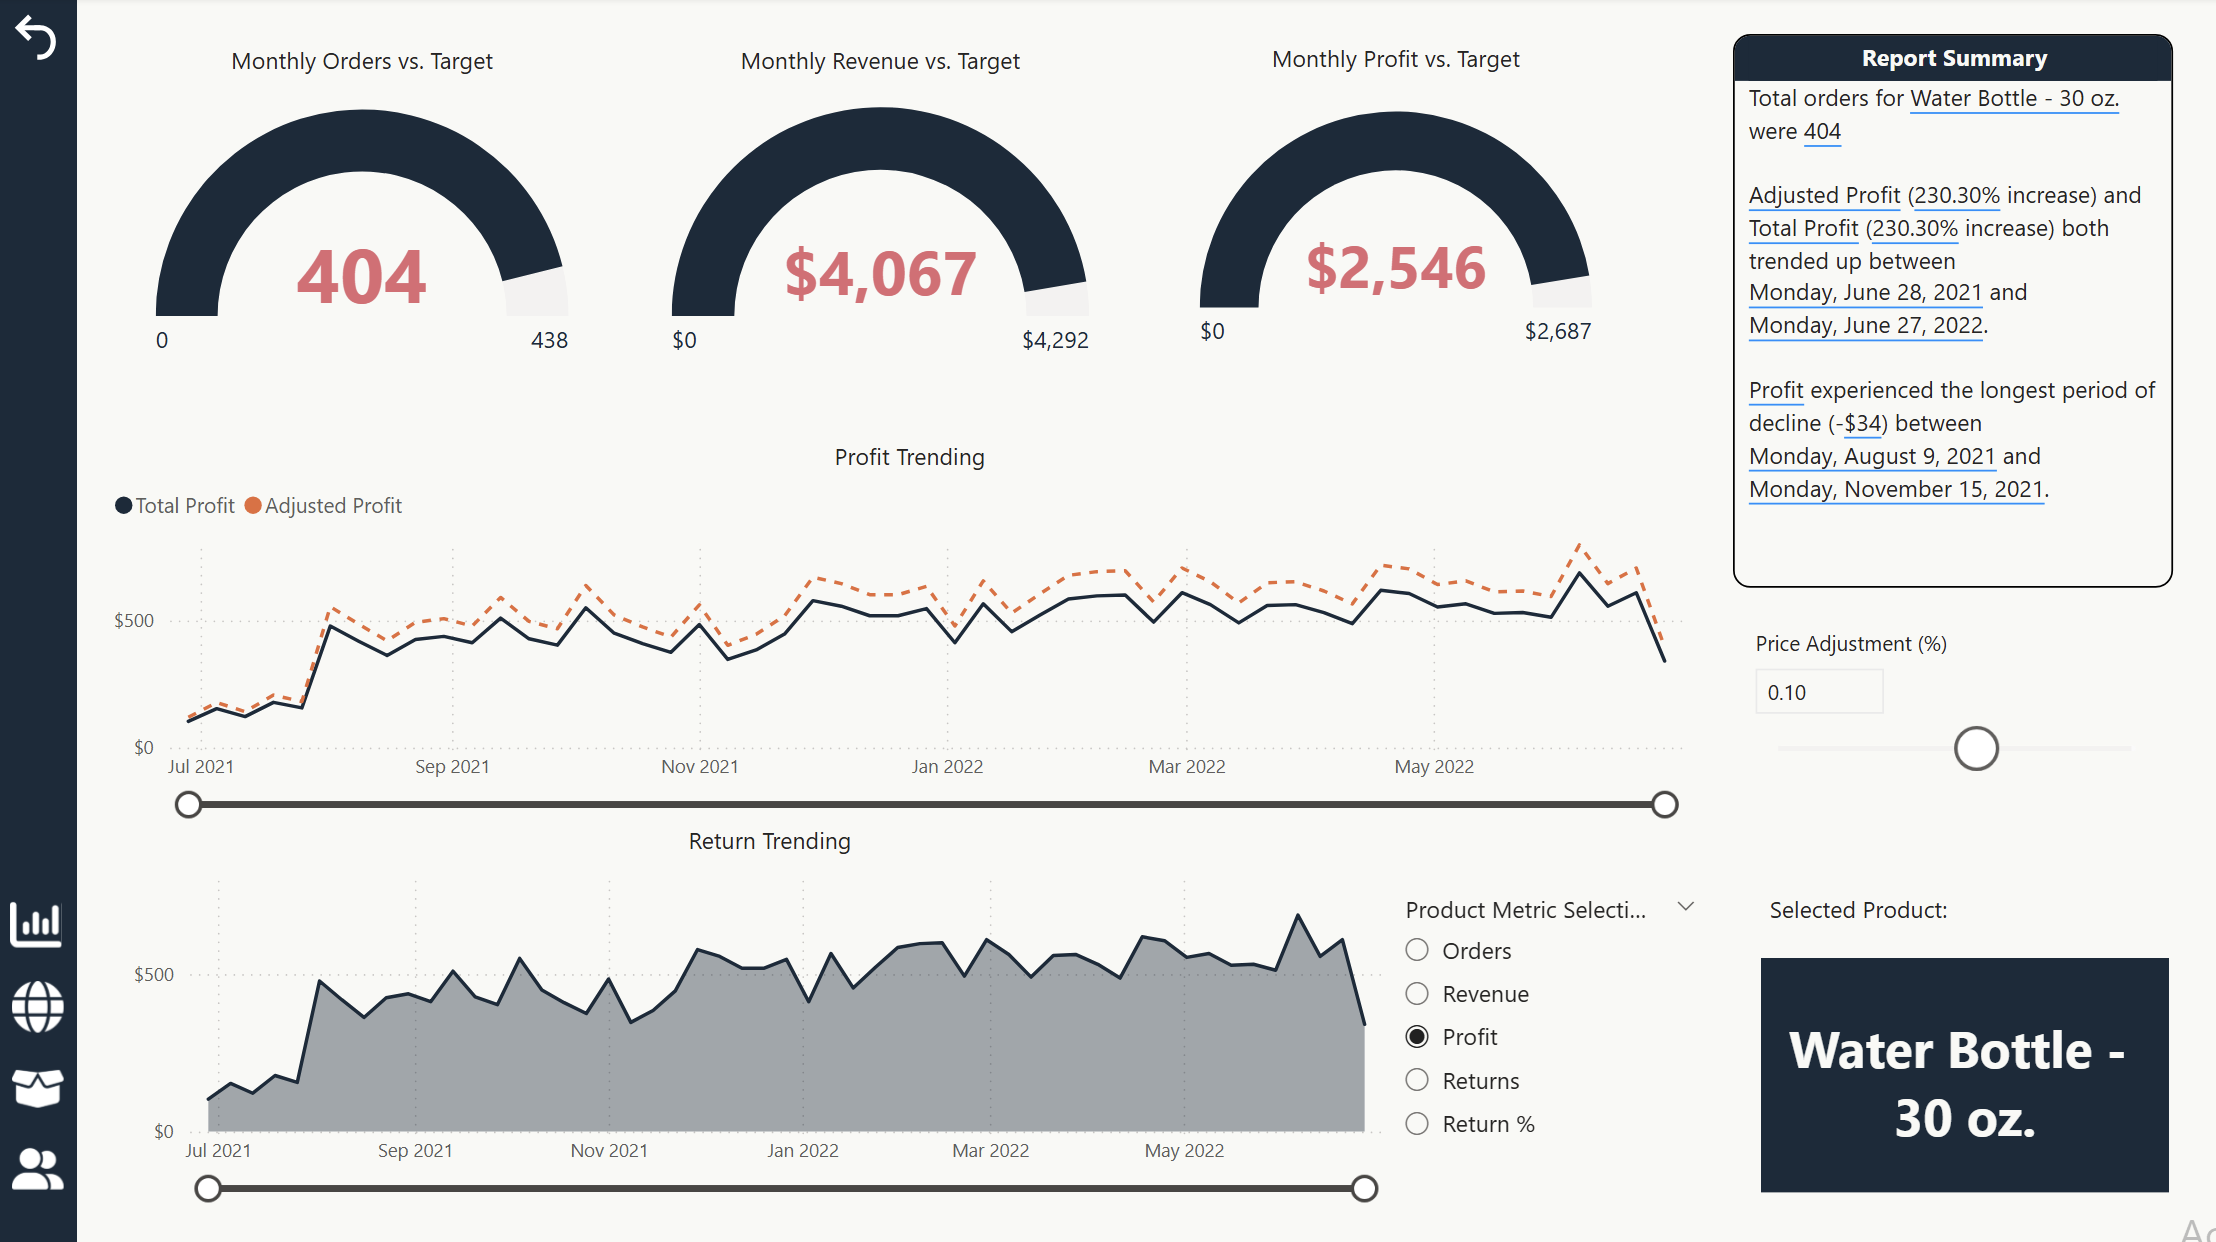 Monthly Orders vs. Target
404
0
438
Monthly Revenue vs. Target
$4,067
$0
$4,292
Monthly Profit vs. Target
$2,546
$0
$2,687
Report Summary
Total orders for Water Bottle - 30 oz.
were 404
Adjusted Profit (230.30% increase) and
Total Profit (230.30% increase) both
trended up between
Monday, June 28, 2021 and
Monday, June 27, 2022.
Profit experienced the longest period of
decline (-$34) between
Monday, August 9, 2021 and
Monday, November 15, 2021.
Profit Trending
Total Profit Adjusted Profit
$500
$0
Jul 2021 Sep 2021 Nov 2021 Jan 2022 Mar 2022 May 2022
Price Adjustment (%)
0.10
Return Trending
$500
$0
Jul 2021 Sep 2021 Nov 2021 Jan 2022 Mar 2022 May 2022
Product Metric Selecti...
Orders
Revenue
Profit
Returns
Return %
Selected Product:
Water Bottle -
30 oz.